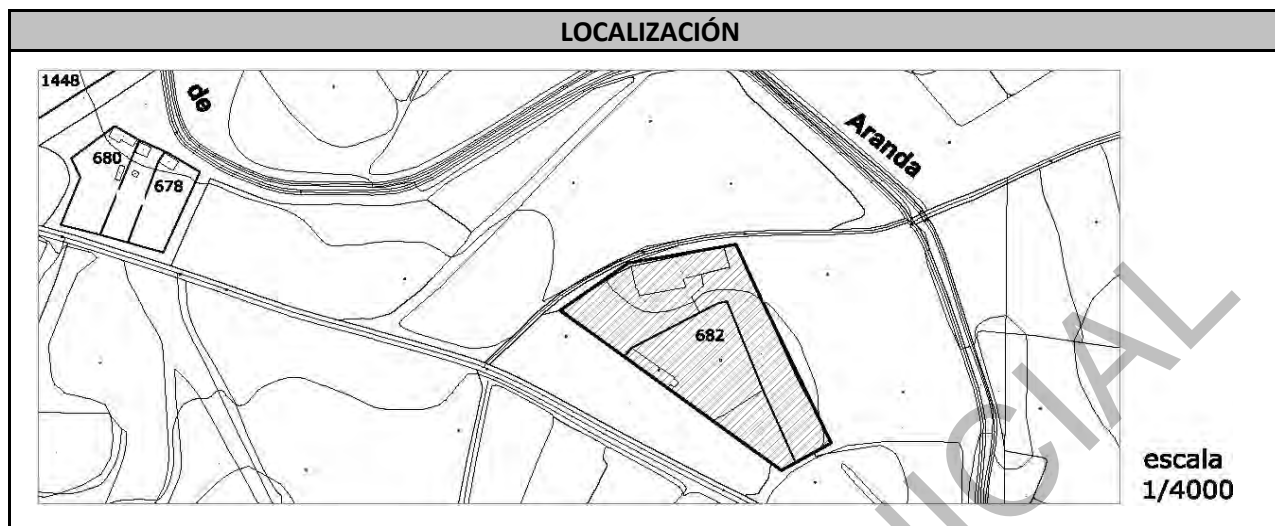 LOCALIZACIÓN
1448
de
Aranda
680
678
682
escala
1/4000